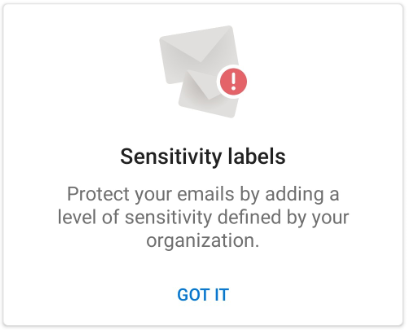 Sensitivity labels
Protect your emails by adding a
level of sensitivity defined by your
organization.
GOT IT